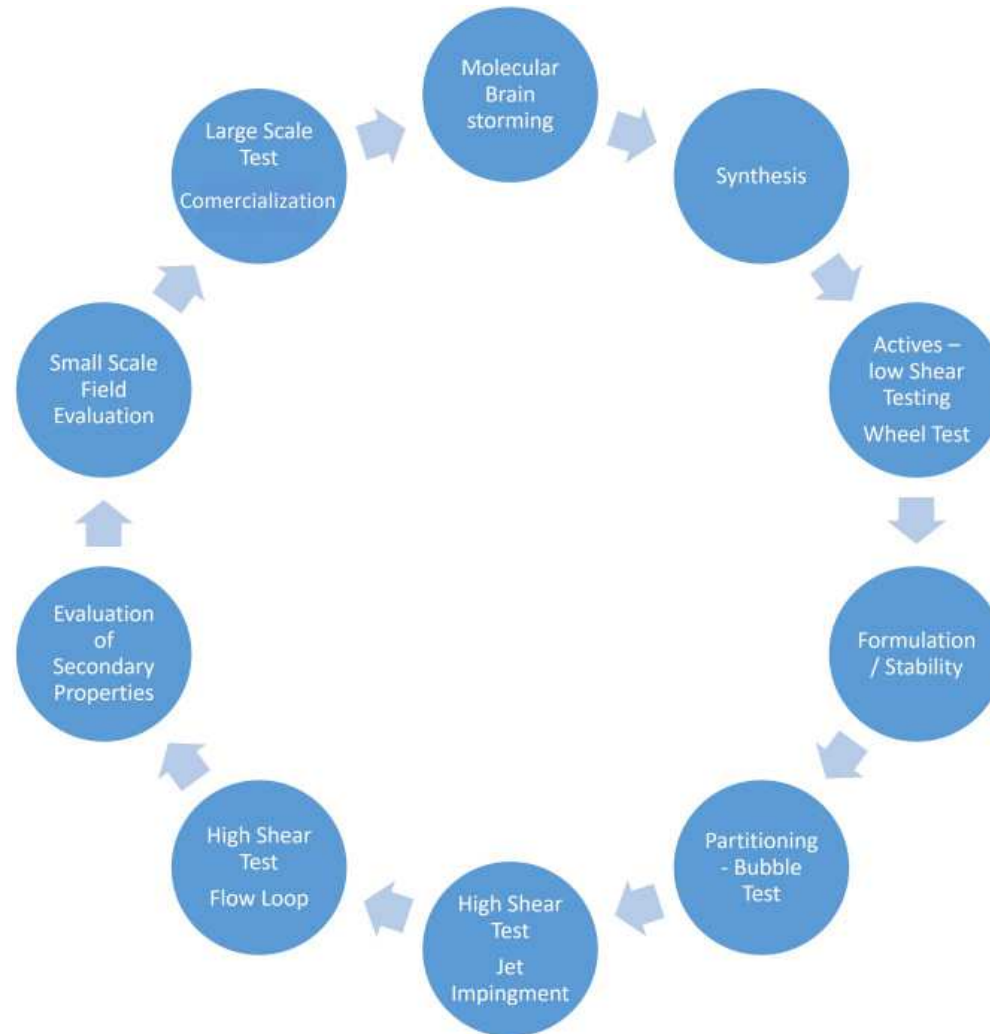 Molecular
Brain
storming
Synthesis
Actives –
low Shear
Testing
Wheel Test
Formulation
/ Stability
Partitioning
- Bubble
Test
High Shear
Test
Jet
Impingment
High Shear
Test
Flow Loop
Evaluation
of
Secondary
Properties
Small Scale
Field
Evaluation
Large Scale
Test
Comercialization